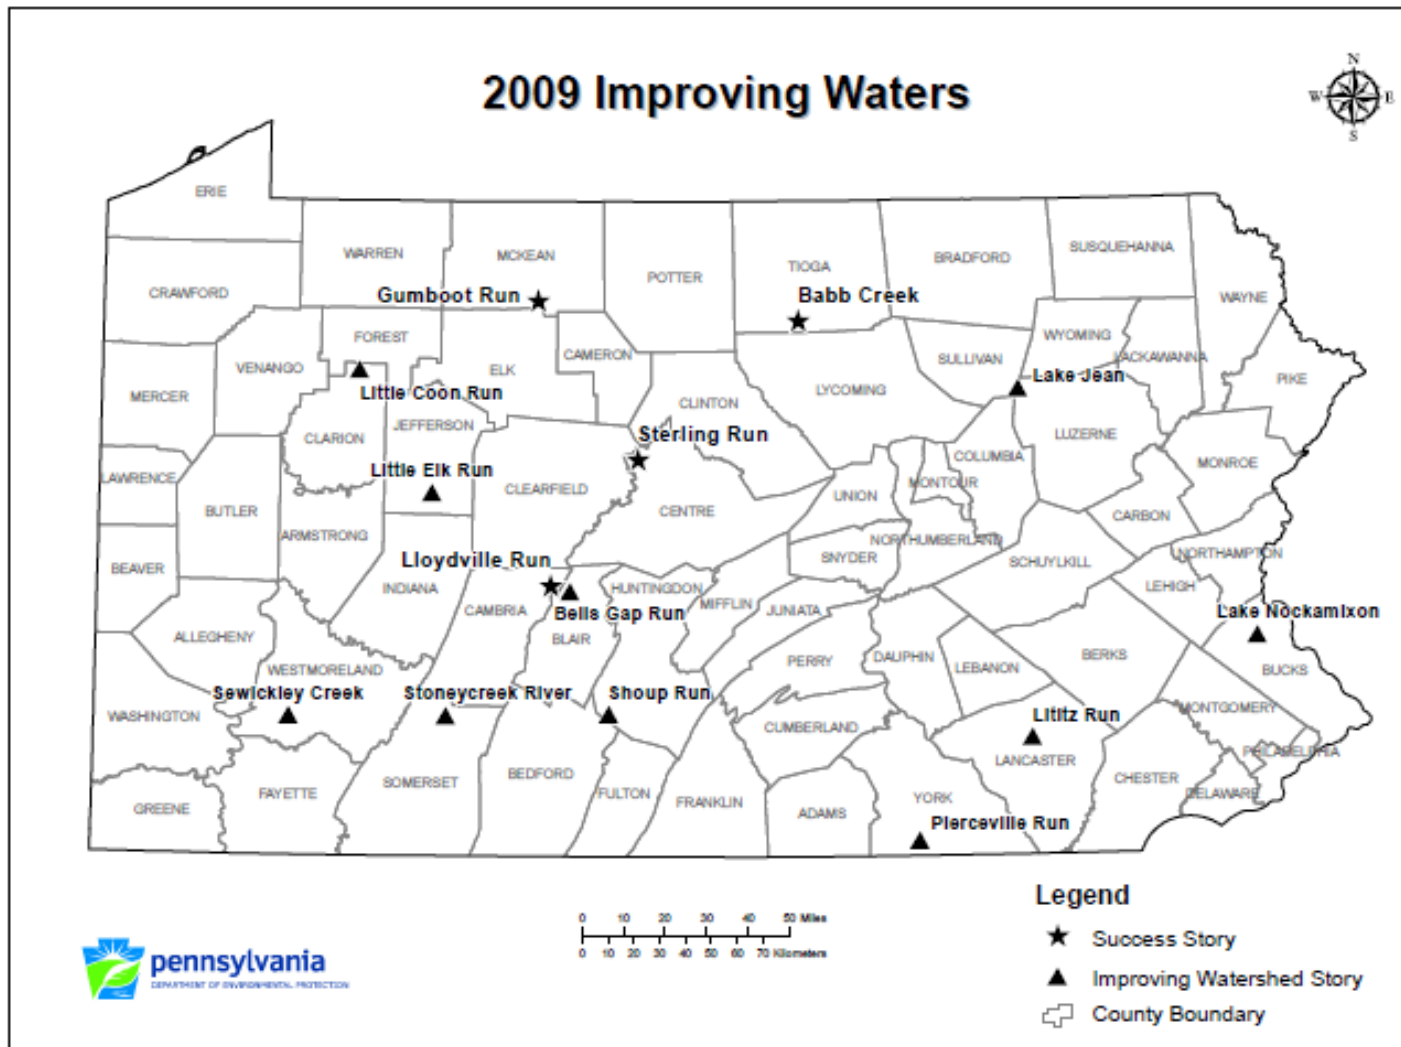 2009 Improving Waters
N
W E
S
ERIE
WARREN
MCKEAN
POTTER
TIOGA
BRADFORD
SUSQUEHANNA
CRAWFORD
Gumboot Run
Babb Creek
WAYNE
FOREST
WYOMING
VENANGO
CAMERON
SULLIVAN
LACKAWANNA
ELK
Lake Jean
PIKE
MERCER
Little Coon Run
LYCOMING
CLINTON
JEFFERSON
CLARION
Sterling Run
LUZERNE
COLUMBIA
MONROE
LAWRENCE
Little Elk Run
CLEARFIELD
MONTOUR
UNION
BUTLER
CENTRE
CARBON
ARMSTRONG
NORTHUMBERLAND
SNYDER
NORTHAMPTON
BEAVER
Lloydville Run
SCHUYLKILL
INDIANA
HUNTINGDON
LEHIGH
MIFFLIN
CAMBRIA
Bells Gap Run
JUNIATA
Lake Nockamixon
ALLEGHENY
BLAIR
WESTMORELAND
PERRY
DAUPHIN
LEBANON
BERKS
BUCKS
Sewickley Creek
Stoneycreek River
Shoup Run
WASHINGTON
Lititz Run
MONTGOMERY
CUMBERLAND
PHILADELPHIA
LANCASTER
SOMERSET
BEDFORD
CHESTER
FAYETTE
FULTON
DELAWARE
GREENE
FRANKLIN
ADAMS
YORK
Pierceville Run
Legend
Success Story
Improving Watershed Story
County Boundary
0 10 20 30 40 50 Miles
0 10 20 30 40 50 60 70 Kilometers
pennsylvania
DEPARTMENT OF ENVIRONMENTAL PROTECTION